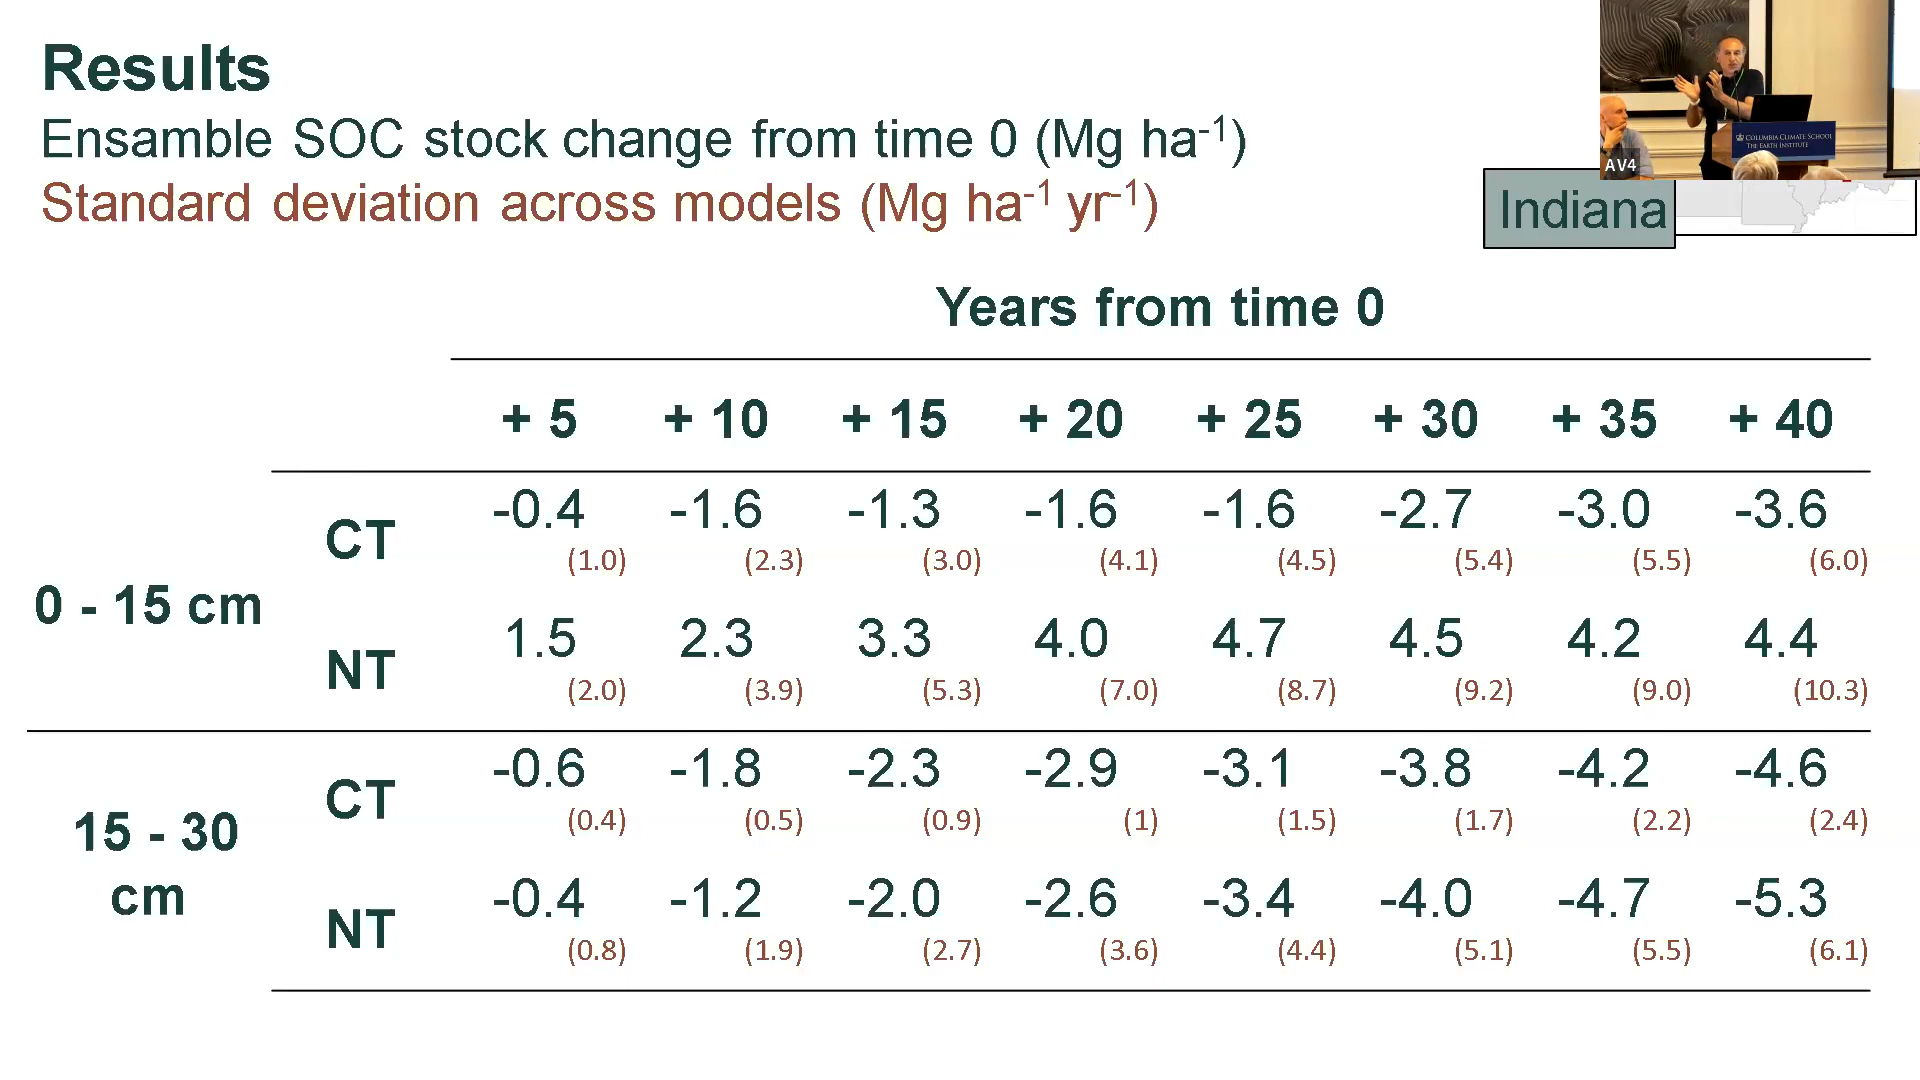 Results
Ensamble SOC stock change from time 0 (Mg ha-1)
Standard deviation across models (Mg ha-1 yr-1)
COLUMBIA CLIMATE SCHOOL
THE EARTH INSTITUTE
AV4
Indiana
Years from time 0
+ 5 + 10 + 15 + 20 + 25 + 30 + 35 + 40
0 - 15 cm
CT
-0.4 -1.6 -1.3 -1.6 -1.6 -2.7 -3.0 -3.6
(1.0) (2.3) (3.0) (4.1) (4.5) (5.4) (5.5) (6.0)
NT
1.5 2.3 3.3 4.0 4.7 4.5 4.2 4.4
(2.0) (3.9) (5.3) (7.0) (8.7) (9.2) (9.0) (10.3)
15 - 30
cm
CT
-0.6 -1.8 -2.3 -2.9 -3.1 -3.8 -4.2 -4.6
(0.4) (0.5) (0.9) (1) (1.5) (1.7) (2.2) (2.4)
NT
-0.4 -1.2 -2.0 -2.6 -3.4 -4.0 -4.7 -5.3
(0.8) (1.9) (2.7) (3.6) (4.4) (5.1) (5.5) (6.1)